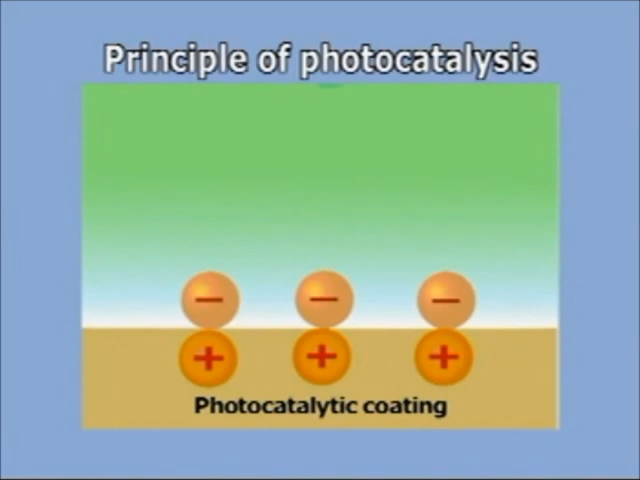 Principle of photocatalysis
− − −
+ + +
Photocatalytic coating